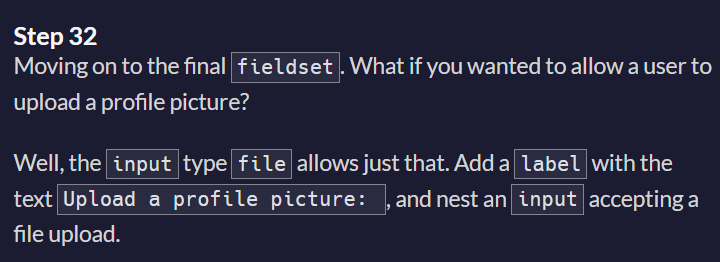 Step 32
Moving on to the final fieldset. What if you wanted to allow a user to
upload a profile picture?
Well, the input type file allows just that. Add a label with the
text Upload a profile picture: , and nest an input accepting a
file upload.